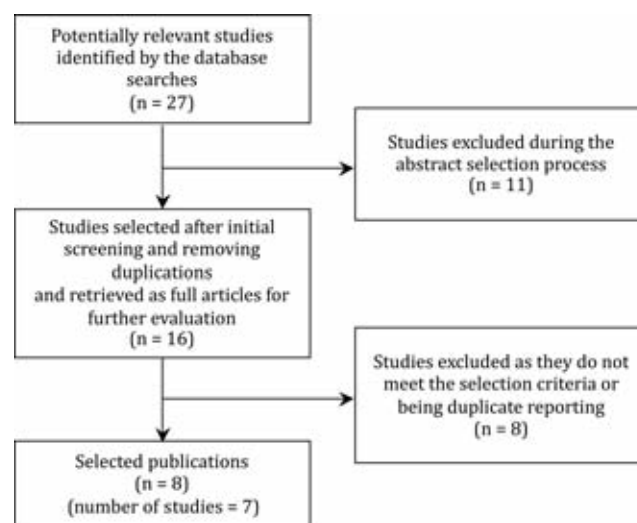 Potentially relevant studies
identified by the database
searches
(n = 27)
Studies excluded during the
abstract selection process
(n = 11)
Studies selected after initial
screening and removing
duplications
and retrieved as full articles for
further evaluation
(n = 16)
Studies excluded as they do not
meet the selection criteria or
being duplicate reporting
(n = 8)
Selected publications
(n = 8)
(number of studies = 7)